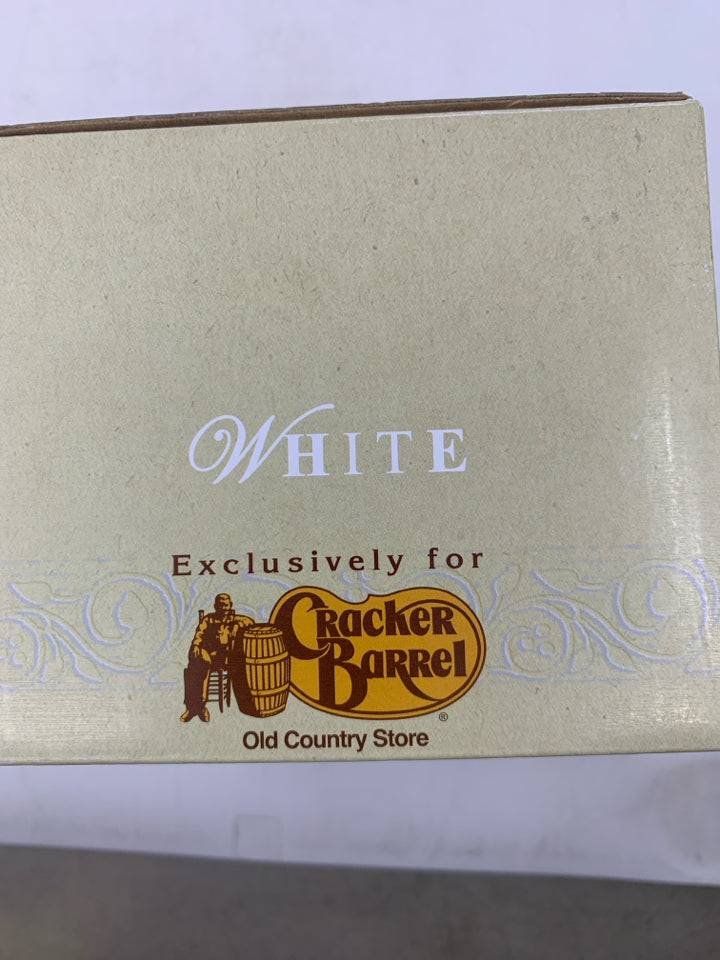 WHITE
Exclusively for
Cracker
Barrel
®
Old Country Store